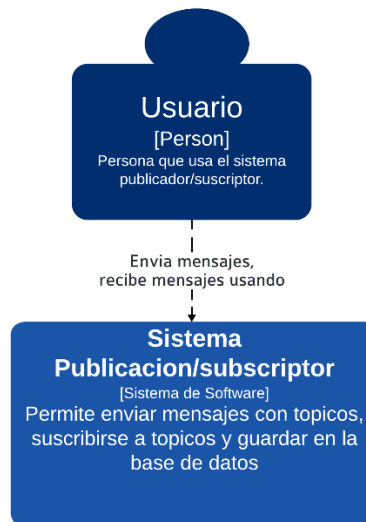 Usuario
[Person]
Persona que usa el sistema
publicador/suscriptor.
Envia mensajes,
recibe mensajes usando
Sistema
Publicacion/subscriptor
[Sistema de Software]
Permite enviar mensajes con topicos,
suscribirse a topicos y guardar en la
base de datos